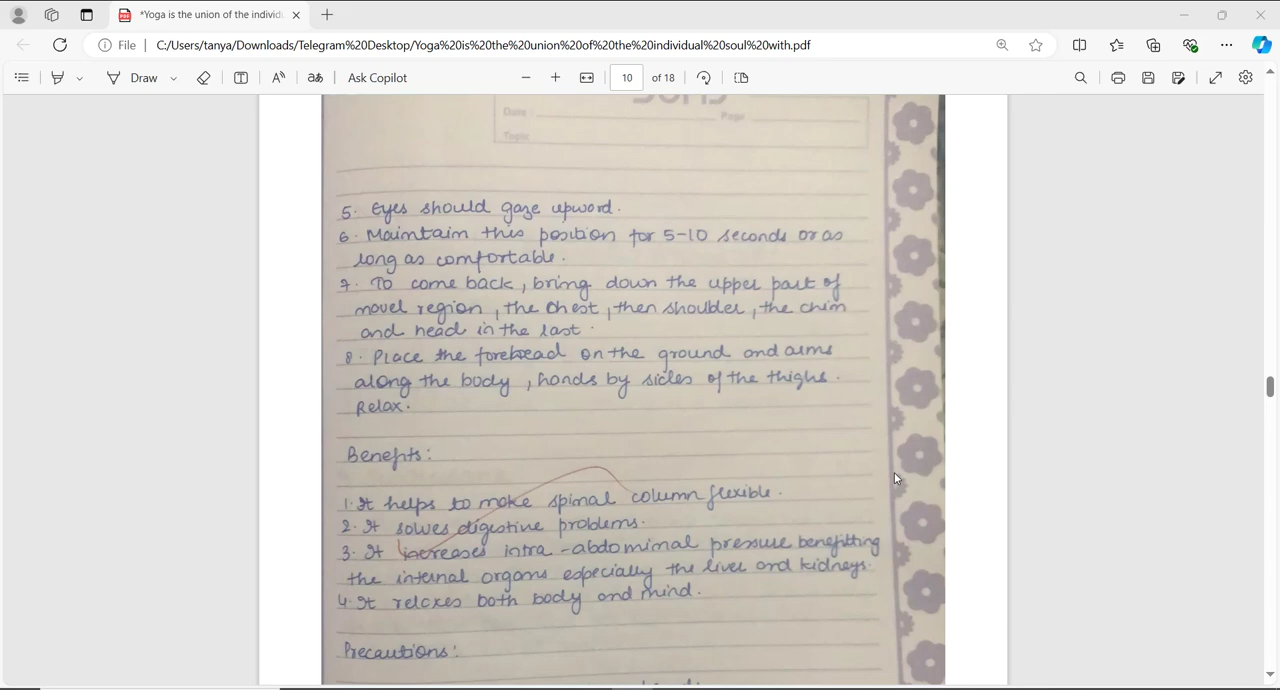 *Yoga is the union of the individu
File
C:/Users/tanya/Downloads/Telegram%20Desktop/Yoga%20is%20the%20union%20of%20the%20individual%20soul%20with.pdf
Draw
Ask Copilot
10 of 18
Date :
Page
Topic
5. Eyes should gaze upword.
6. Maintain this position for 5-10 seconds or as
long as comfortable.
7. To come back, bring down the upper part of
novel region, the chest, then shoulder, the chin
and head in the last.
8. Place the forehead on the ground and arms
along the body, hands by sides of the thighs.
Relax.
Benefits:
1. It helps to make spinal column flexible.
2. It solves digestive problems.
3. It increases intra-abdominal pressure benefitting
the internal organs especially the liver and kidneys.
4. It relaxes both body and mind.
Precautions: